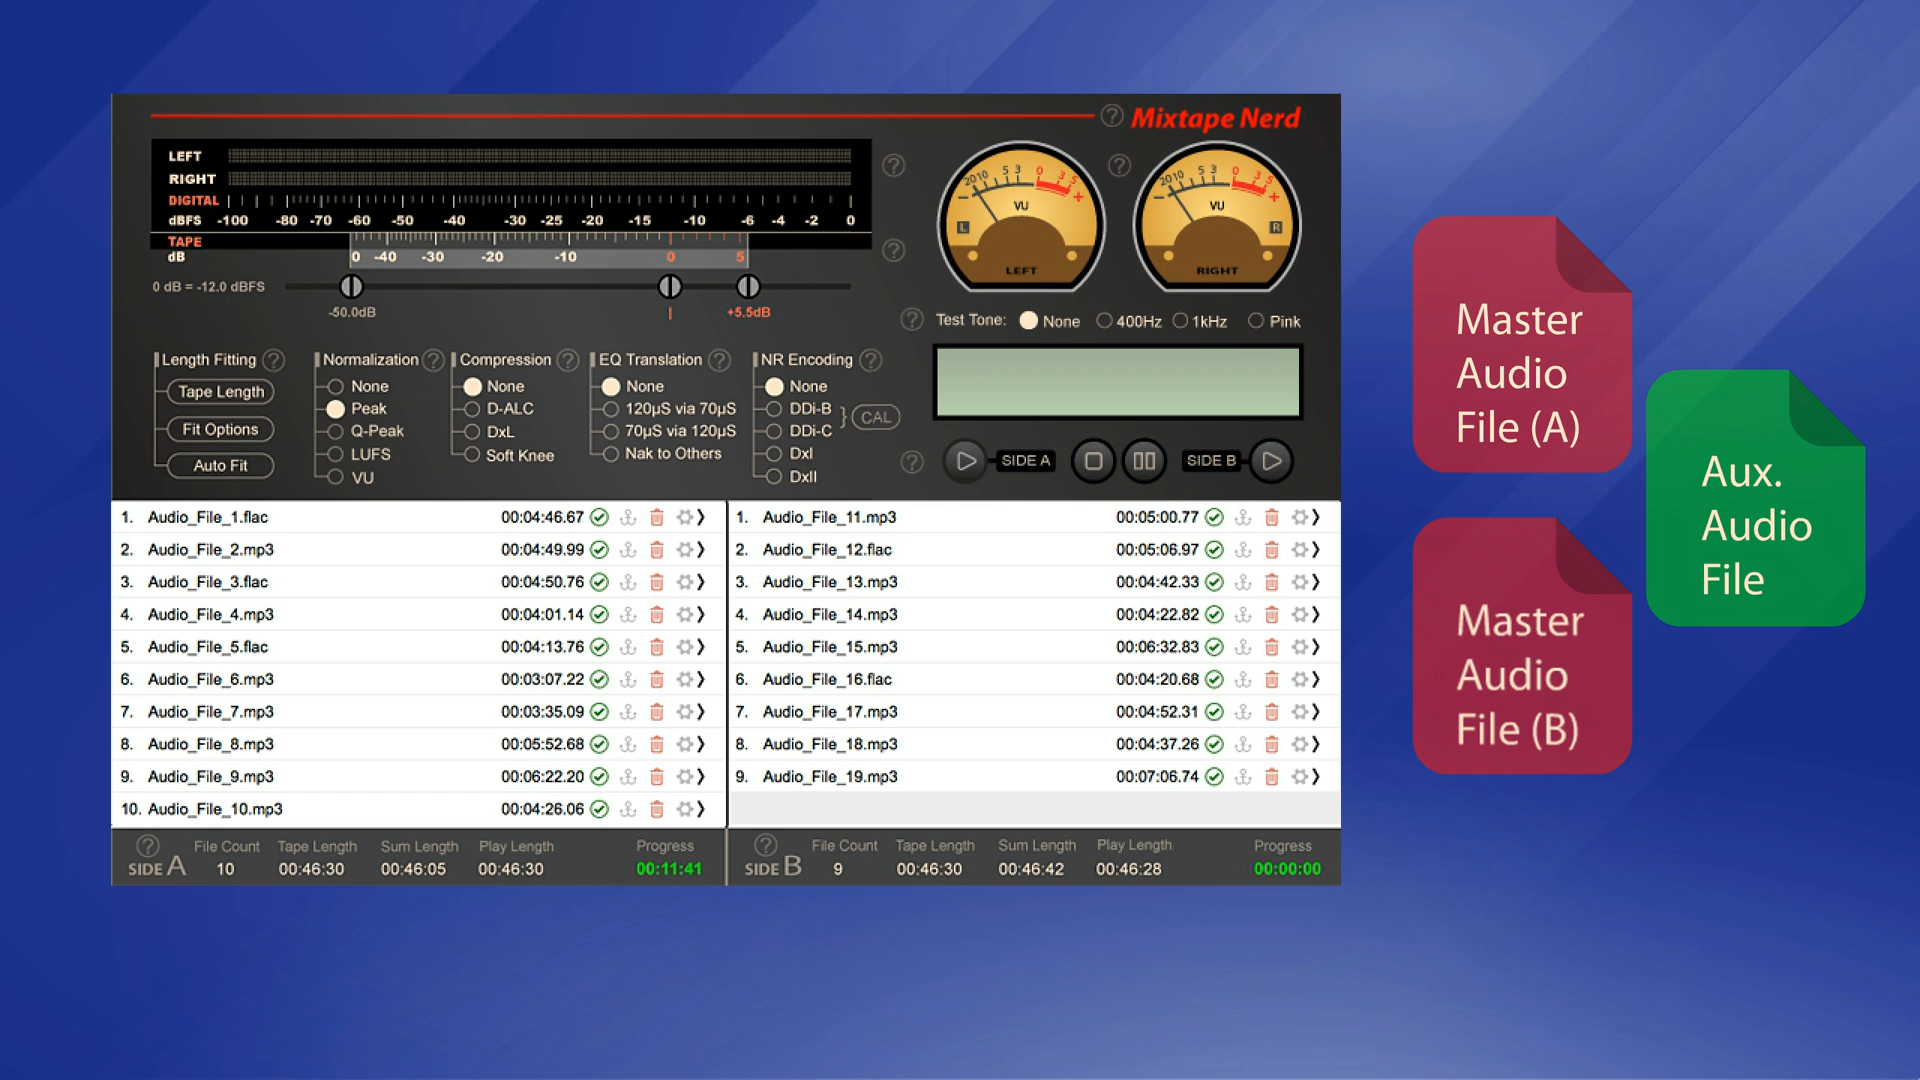 Mixtape Nerd
LEFT
RIGHT
DIGITAL
dBFS -100 -80 -70 -60 -50 -40 -30 -25 -20 -15 -10 -6 -4 -2 0
TAPE
dB 0 -40 -30 -20 -10 0 5
0 dB = -12.0 dBFS
-50.0dB +5.5dB
20 10 5 3 0 3 5 +
VU
L
LEFT
20 10 5 3 0 3 5 +
VU
R
RIGHT
Test Tone: None 400Hz 1kHz Pink
Length Fitting
Tape Length
Fit Options
Auto Fit
Normalization
None
Peak
Q-Peak
LUFS
VU
Compression
None
D-ALC
DxL
Soft Knee
EQ Translation
None
120µS via 70µS
70µS via 120µS
Nak to Others
NR Encoding
None
DDi-B
DDi-C
DxI
DxII
CAL
SIDE A
SIDE B
1. Audio_File_1.flac 00:04:46.67
2. Audio_File_2.mp3 00:04:49.99
3. Audio_File_3.flac 00:04:50.76
4. Audio_File_4.mp3 00:04:01.14
5. Audio_File_5.flac 00:04:13.76
6. Audio_File_6.mp3 00:03:07.22
7. Audio_File_7.mp3 00:03:35.09
8. Audio_File_8.mp3 00:05:52.68
9. Audio_File_9.mp3 00:06:22.20
10. Audio_File_10.mp3 00:04:26.06
1. Audio_File_11.mp3 00:05:00.77
2. Audio_File_12.flac 00:05:06.97
3. Audio_File_13.mp3 00:04:42.33
4. Audio_File_14.mp3 00:04:22.82
5. Audio_File_15.mp3 00:06:32.83
6. Audio_File_16.flac 00:04:20.68
7. Audio_File_17.mp3 00:04:52.31
8. Audio_File_18.mp3 00:04:37.26
9. Audio_File_19.mp3 00:07:06.74
File Count Tape Length Sum Length Play Length Progress
SIDE A 10 00:46:30 00:46:05 00:46:30 00:11:41
File Count Tape Length Sum Length Play Length Progress
SIDE B 9 00:46:30 00:46:42 00:46:28 00:00:00
Master
Audio
File (A)
Aux.
Audio
File
Master
Audio
File (B)